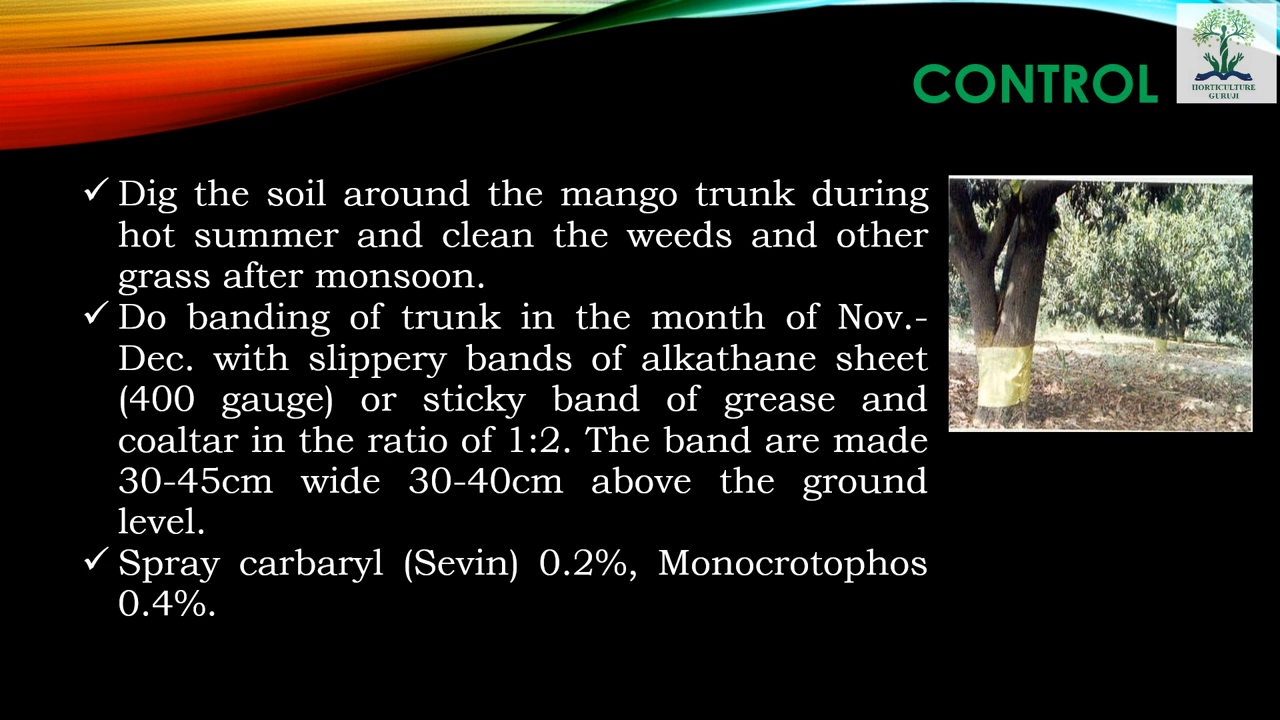 CONTROL
HORTICULTURE
GURUJI
✓ Dig the soil around the mango trunk during
hot summer and clean the weeds and other
grass after monsoon.
✓ Do banding of trunk in the month of Nov.-
Dec. with slippery bands of alkathane sheet
(400 gauge) or sticky band of grease and
coaltar in the ratio of 1:2. The band are made
30-45cm wide 30-40cm above the ground
level.
✓ Spray carbaryl (Sevin) 0.2%, Monocrotophos
0.4%.